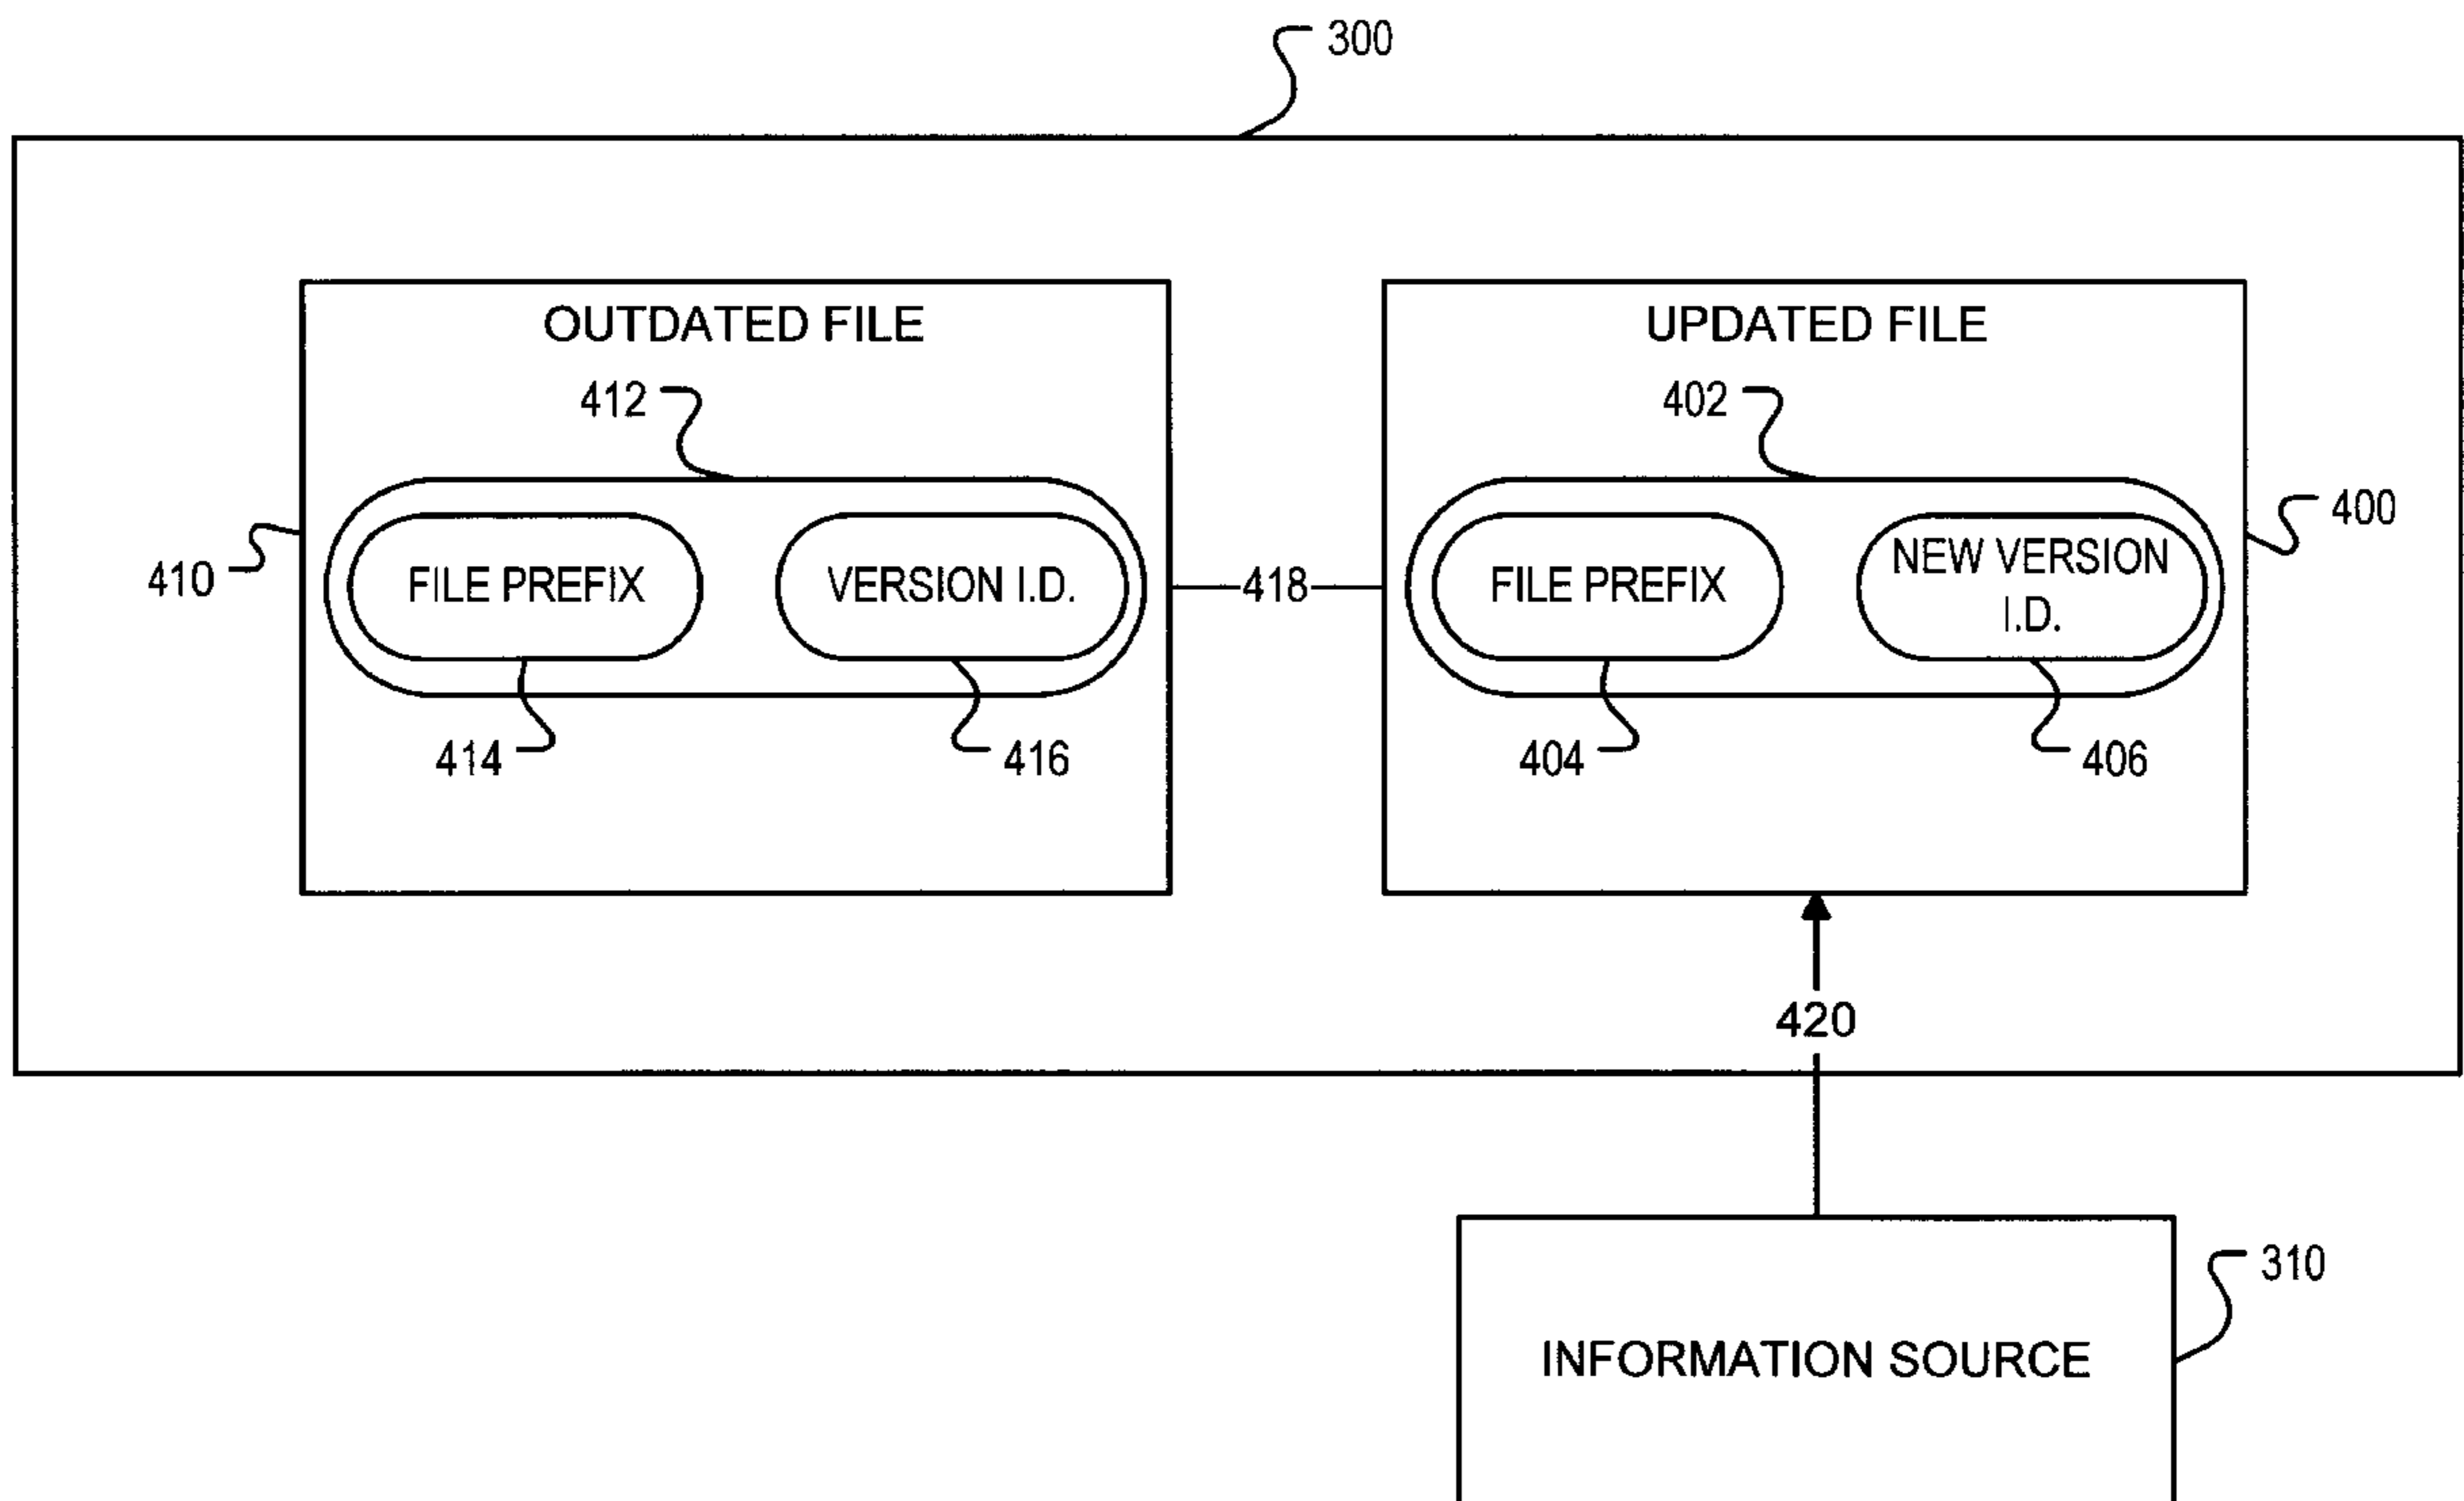 300
OUTDATED FILE
UPDATED FILE
412
402
400
410
FILE PREFIX
VERSION I.D.
418
FILE PREFIX
NEW VERSION
I.D.
414
416
404
406
420
310
INFORMATION SOURCE